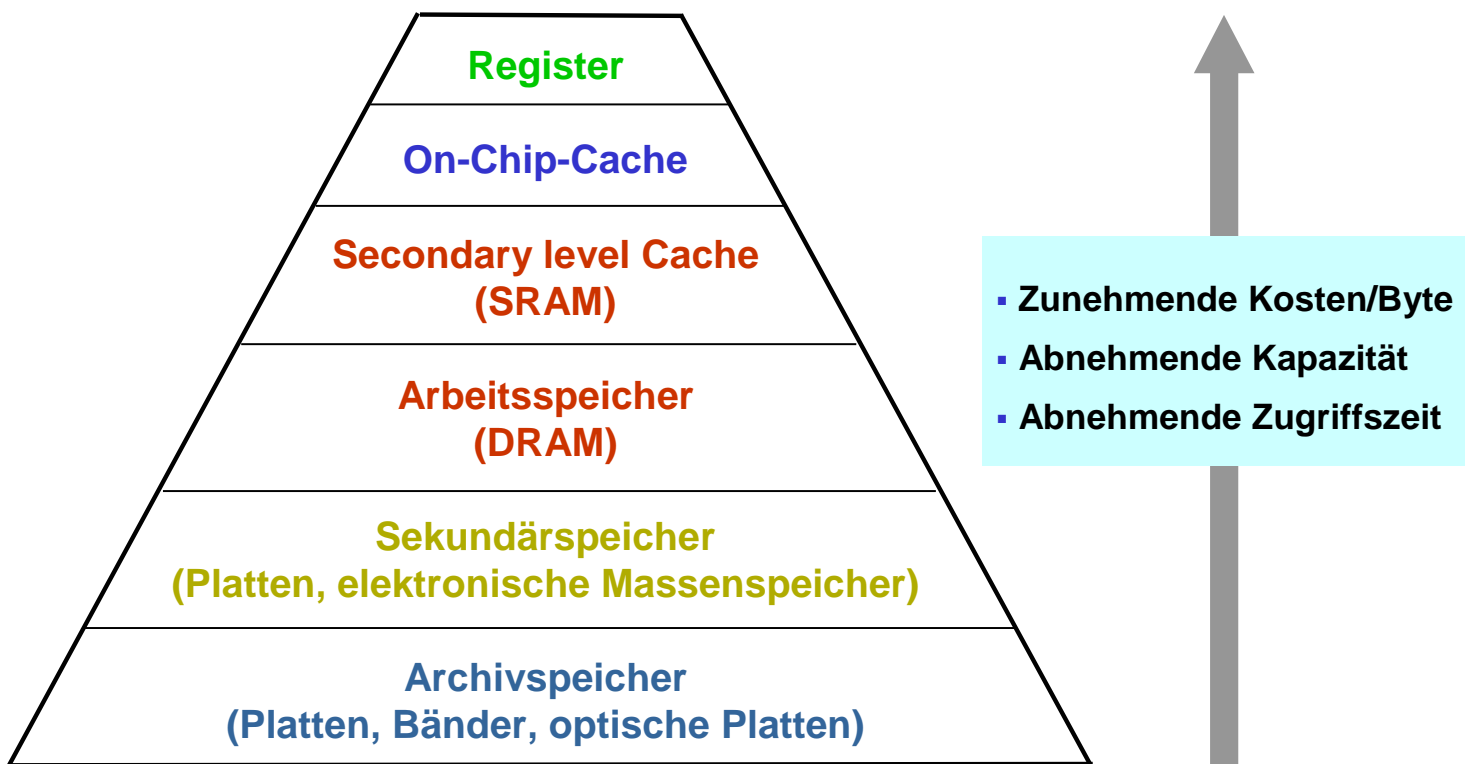 Register
On-Chip-Cache
Secondary level Cache
(SRAM)
Arbeitsspeicher
(DRAM)
Sekundärspeicher
(Platten, elektronische Massenspeicher)
Archivspeicher
(Platten, Bänder, optische Platten)
▪ Zunehmende Kosten/Byte
▪ Abnehmende Kapazität
▪ Abnehmende Zugriffszeit